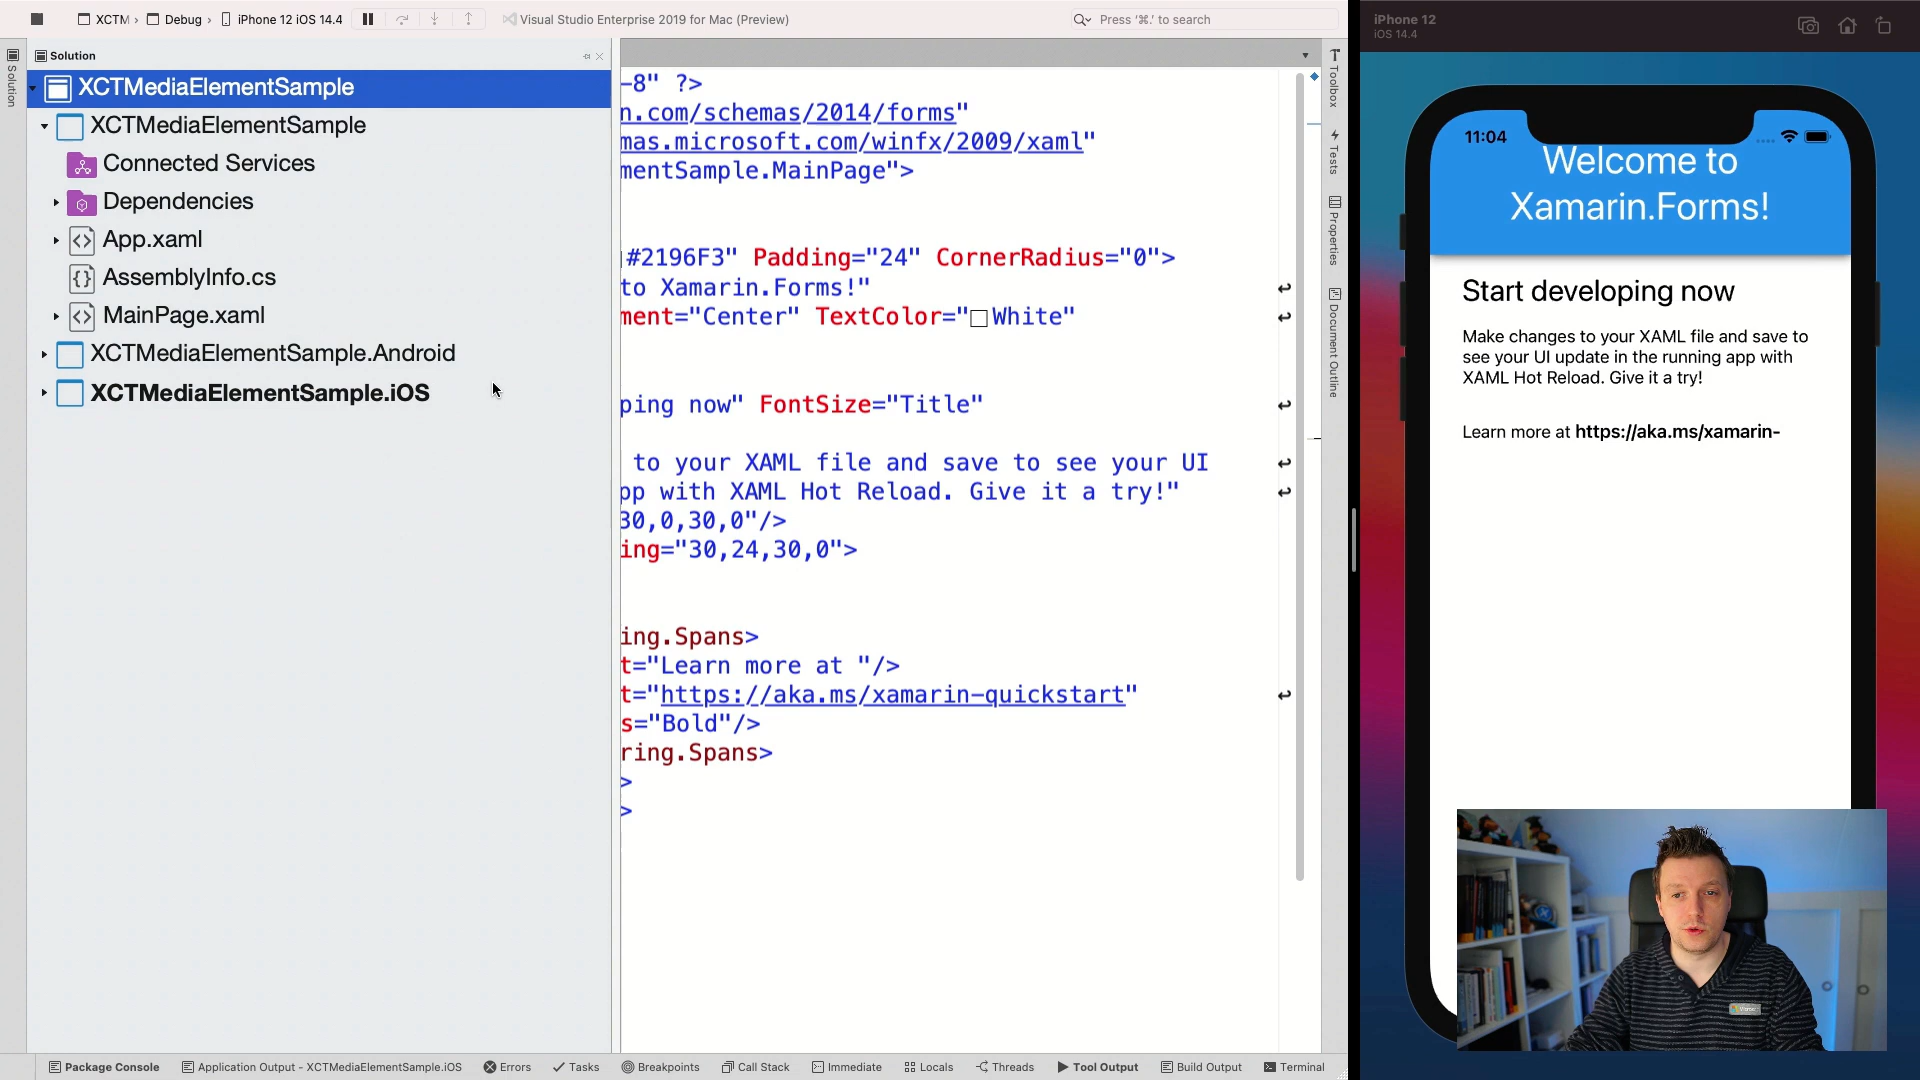 XCTM › Debug › iPhone 12 iOS 14.4
Visual Studio Enterprise 2019 for Mac (Preview)
Press '⌘.' to search
Solution
Solution
XCTMediaElementSample
XCTMediaElementSample
Connected Services
Dependencies
App.xaml
AssemblyInfo.cs
MainPage.xaml
XCTMediaElementSample.Android
XCTMediaElementSample.iOS
-8" ?>
n.com/schemas/2014/forms"
mas.microsoft.com/winfx/2009/xaml"
mentSample.MainPage">
#2196F3" Padding="24" CornerRadius="0">
to Xamarin.Forms!"
ment="Center" TextColor="White"
ping now" FontSize="Title"
to your XAML file and save to see your UI
pp with XAML Hot Reload. Give it a try!"
30,0,30,0"/>
ing="30,24,30,0">
ing.Spans>
t="Learn more at "/>
t="https://aka.ms/xamarin-quickstart"
s="Bold"/>
ring.Spans>
>
>
Toolbox
Tests
Properties
Document Outline
Package Console
Application Output - XCTMediaElementSample.iOS
Errors
Tasks
Breakpoints
Call Stack
Immediate
Locals
Threads
Tool Output
Build Output
Terminal
iPhone 12
iOS 14.4
11:04
Welcome to
Xamarin.Forms!
Start developing now
Make changes to your XAML file and save to
see your UI update in the running app with
XAML Hot Reload. Give it a try!
Learn more at https://aka.ms/xamarin-